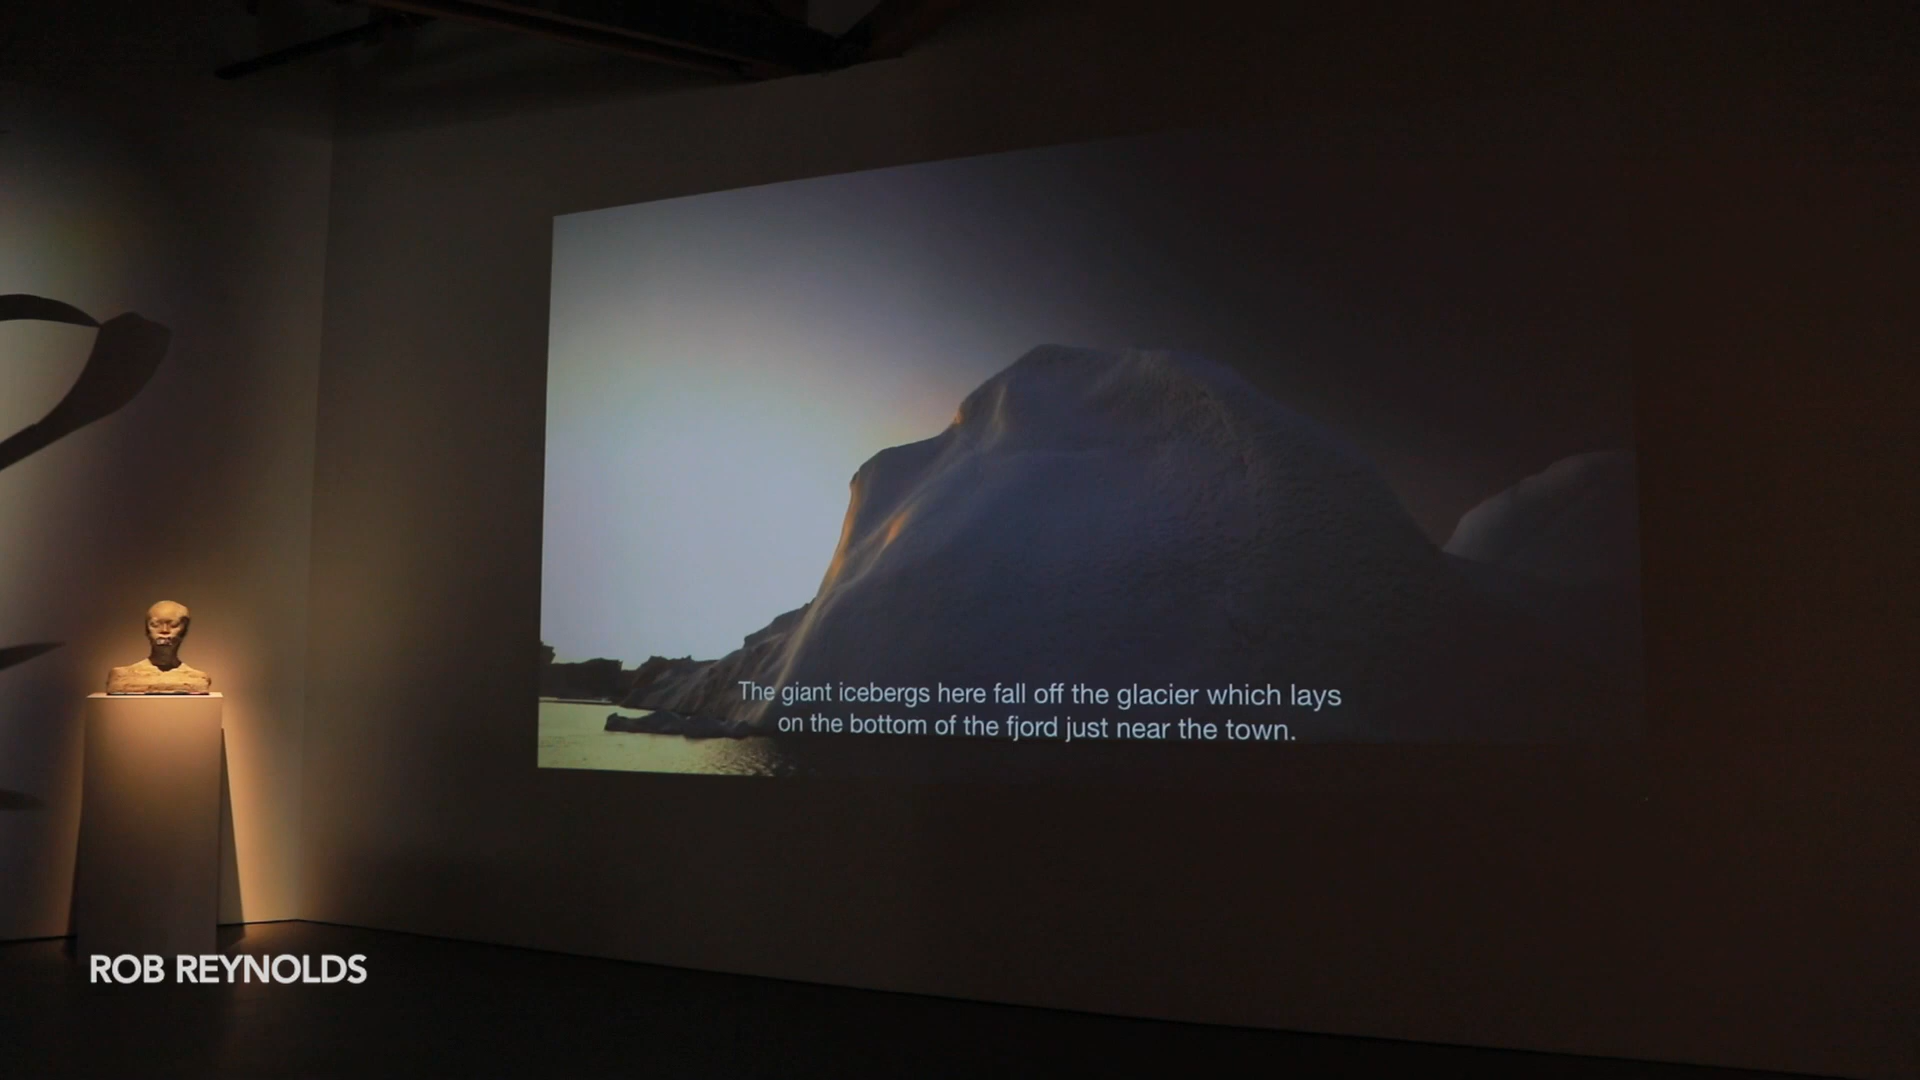 The giant icebergs here fall off the glacier which lays
on the bottom of the fjord just near the town.
ROB REYNOLDS